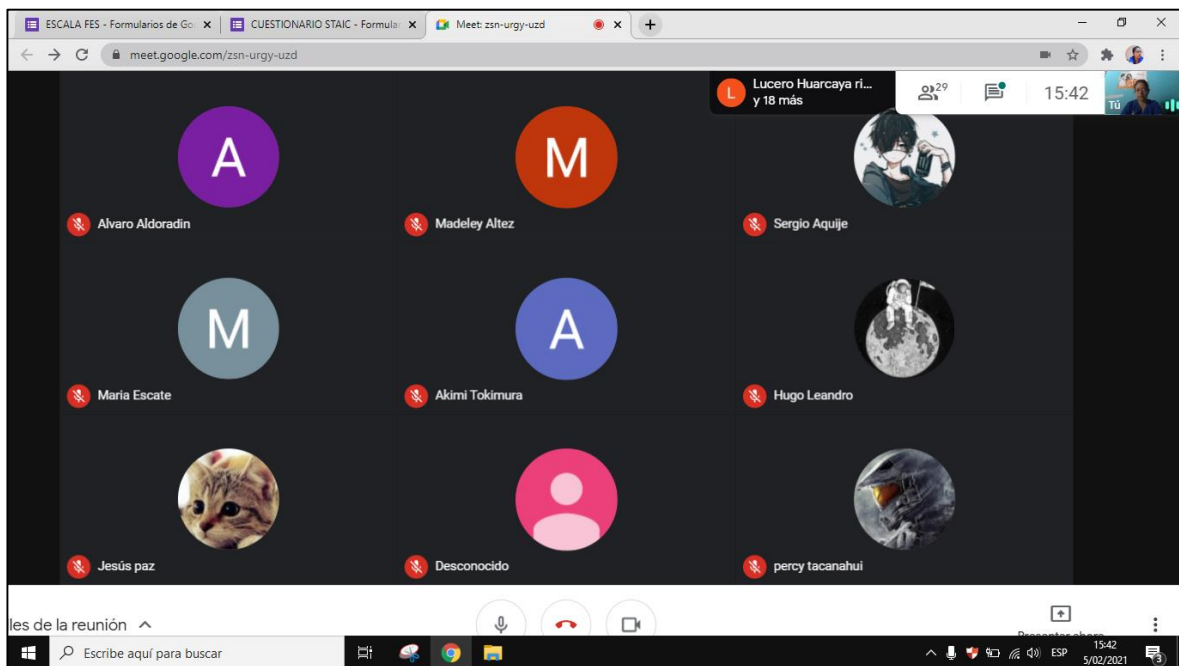 ESCALA FES - Formularios de Go
CUESTIONARIO STAIC - Formula
Meet: zsn-urgy-uzd
meet.google.com/zsn-urgy-uzd
L
Lucero Huarcaya ri...
y 18 más
29
15:42
Tú
A
M
Alvaro Aldoradin
Madeley Altez
Sergio Aquije
M
A
Maria Escate
Akimi Tokimura
Hugo Leandro
Jesús paz
Desconocido
percy tacanahui
les de la reunión
Presentar ahora
Escribe aquí para buscar
ESP
15:42
5/02/2021
3